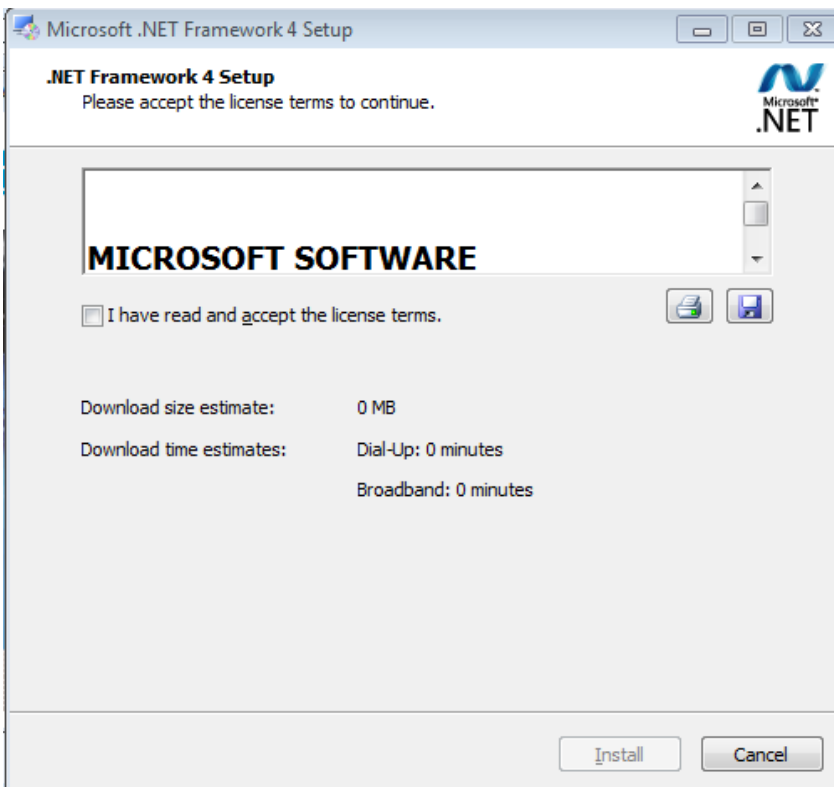 Microsoft .NET Framework 4 Setup
.NET Framework 4 Setup
Please accept the license terms to continue.
Microsoft®
.NET
MICROSOFT SOFTWARE
I have read and accept the license terms.
Download size estimate: 0 MB
Download time estimates: Dial-Up: 0 minutes
Broadband: 0 minutes
Install Cancel